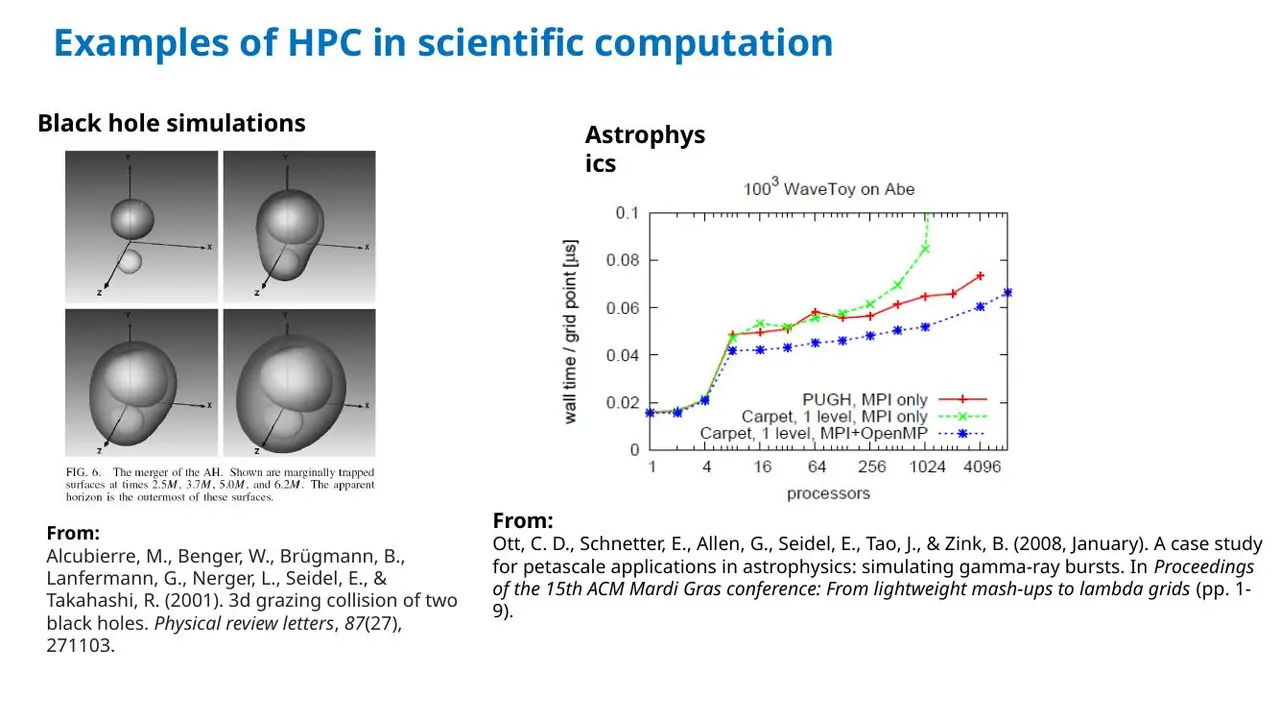 Examples of HPC in scientific computation
Black hole simulations
Y
X
Z
Y
X
Z
Y
X
Z
Y
X
Z
FIG. 6. The merger of the AH. Shown are marginally trapped
surfaces at times 2.5M, 3.7M, 5.0M, and 6.2M. The apparent
horizon is the outermost of these surfaces.
From:
Alcubierre, M., Benger, W., Brügmann, B.,
Lanfermann, G., Nerger, L., Seidel, E., &
Takahashi, R. (2001). 3d grazing collision of two
black holes. Physical review letters, 87(27),
271103.
Astrophys
ics
100³ WaveToy on Abe
wall time / grid point [µs]
0.1
0.08
0.06
0.04
0.02
0
PUGH, MPI only
Carpet, 1 level, MPI only
Carpet, 1 level, MPI+OpenMP
1 4 16 64 256 1024 4096
processors
From:
Ott, C. D., Schnetter, E., Allen, G., Seidel, E., Tao, J., & Zink, B. (2008, January). A case study
for petascale applications in astrophysics: simulating gamma-ray bursts. In Proceedings
of the 15th ACM Mardi Gras conference: From lightweight mash-ups to lambda grids (pp. 1-
9).